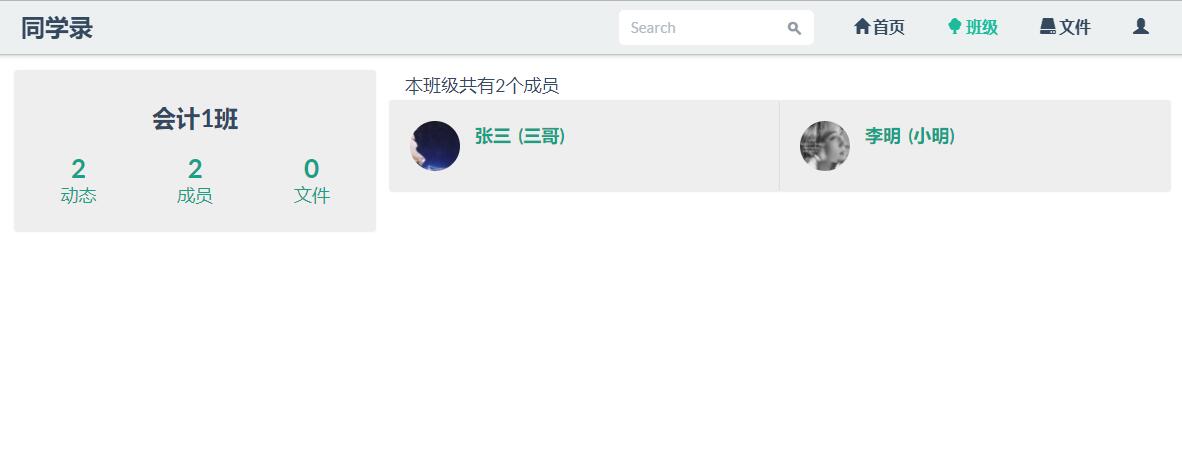 同学录
Search
首页
班级
文件
会计1班
2 2 0
动态 成员 文件
本班级共有2个成员
张三 (三哥)
李明 (小明)